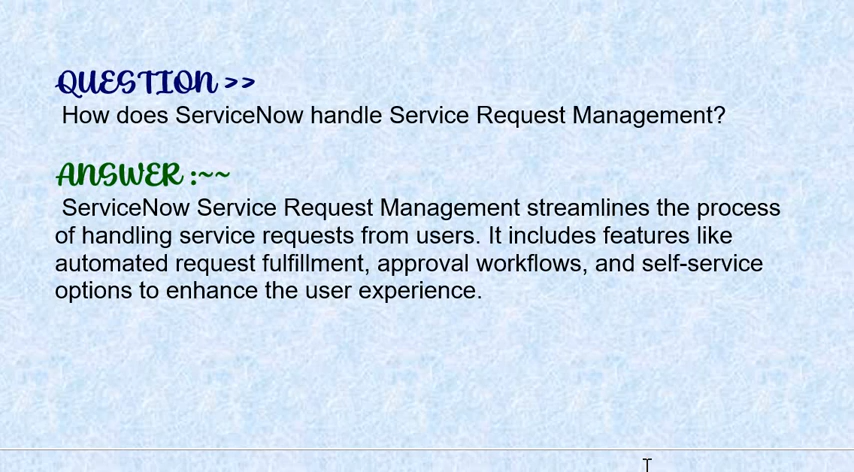 QUESTION >>
How does ServiceNow handle Service Request Management?
ANSWER :~~
ServiceNow Service Request Management streamlines the process
of handling service requests from users. It includes features like
automated request fulfillment, approval workflows, and self-service
options to enhance the user experience.